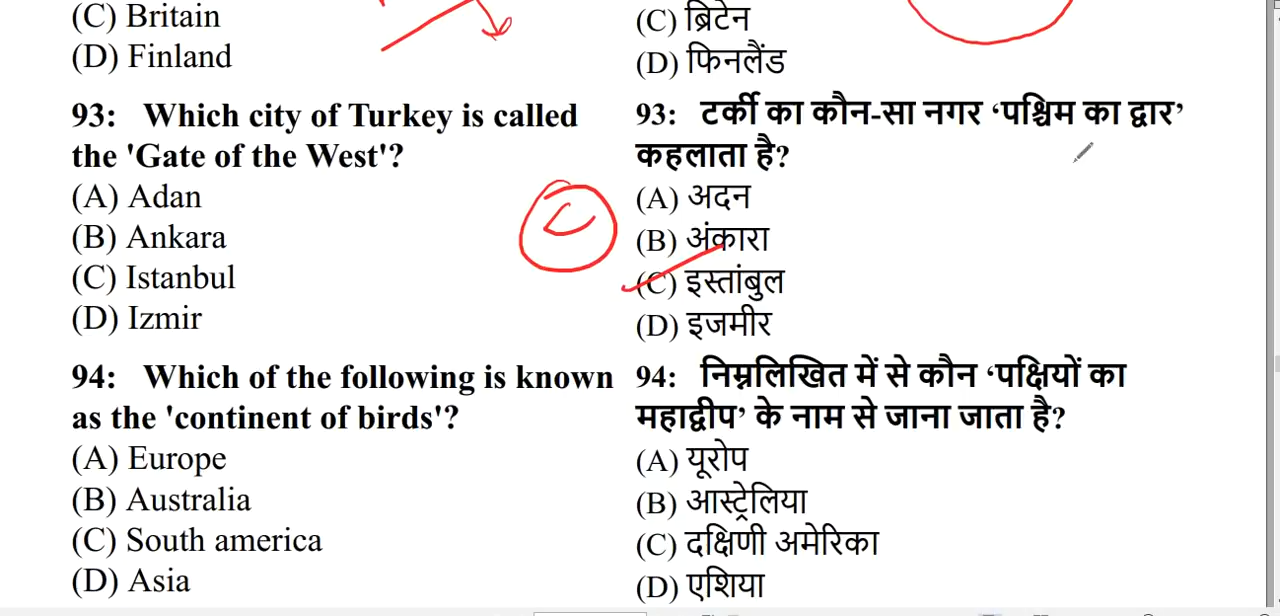 (C) Britain
(D) Finland
93: Which city of Turkey is called
the 'Gate of the West'?
(A) Adan
(B) Ankara
(C) Istanbul
(D) Izmir
94: Which of the following is known
as the 'continent of birds'?
(A) Europe
(B) Australia
(C) South america
(D) Asia
C
(C) ब्रिटेन
(D) फिनलैंड
93: टर्की का कौन-सा नगर ‘पश्चिम का द्वार’
कहलाता है?
(A) अदन
(B) अंकारा
(C) इस्तांबुल
(D) इजमीर
94: निम्नलिखित में से कौन ‘पक्षियों का
महाद्वीप’ के नाम से जाना जाता है?
(A) यूरोप
(B) आस्ट्रेलिया
(C) दक्षिणी अमेरिका
(D) एशिया